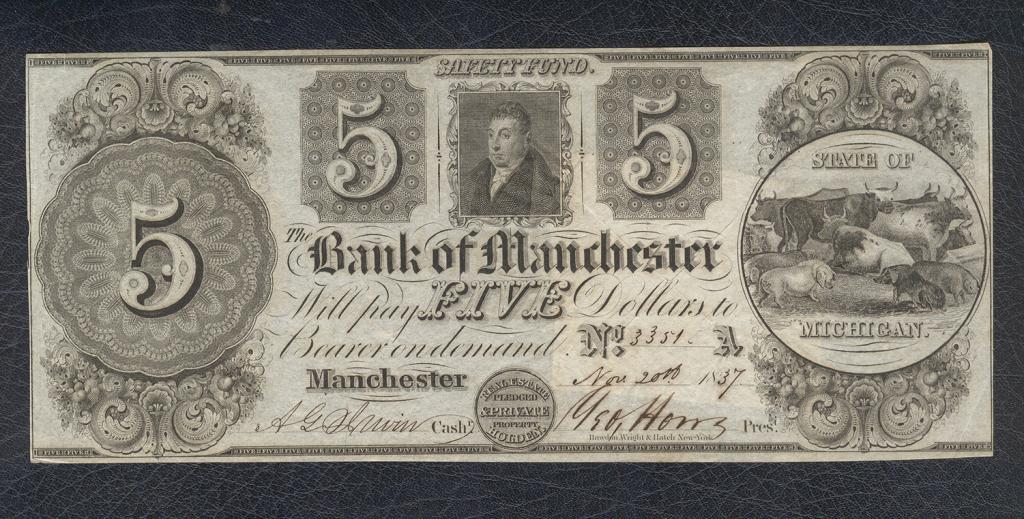 SAFETY FUND.
5
5
5
STATE OF
MICHIGAN.
The Bank of Manchester
Will pay FIVE Dollars to
Bearer on demand No. 3351. A
Manchester Nov. 20th 1837
REAL ESTATE
PLEDGED
& PRIVATE
PROPERTY
HOLDEN
Cash.r
Geo. Howe Pres.t
Rawdon, Wright & Hatch New-York